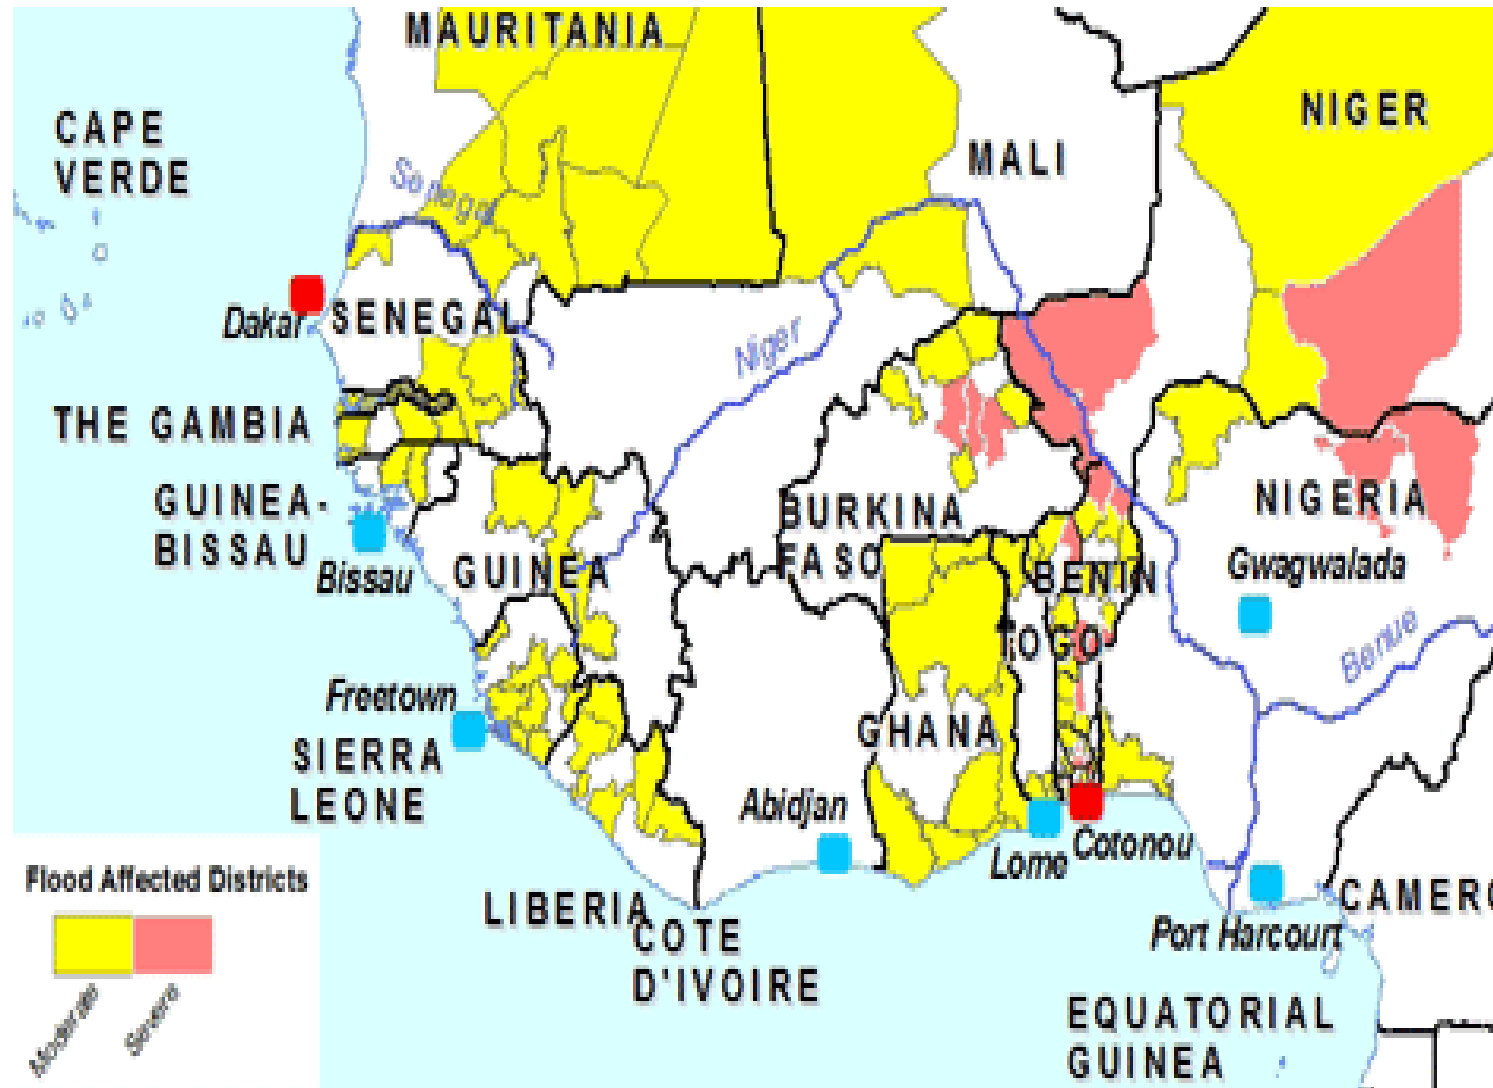 MAURITANIA
CAPE
VERDE
NIGER
MALI
Senegal
Dakar
SENEGAL
Niger
THE GAMBIA
GUINEA-
BISSAU
Bissau
GUINEA
BURKINA
FASO
NIGERIA
Gwagwalada
BENIN
TOGO
Benue
Freetown
SIERRA
LEONE
GHANA
Abidjan
Lome
Cotonou
LIBERIA
COTE
D'IVOIRE
Port Harcourt
CAMERO
EQUATORIAL
GUINEA
Flood Affected Districts
Moderate
Severe